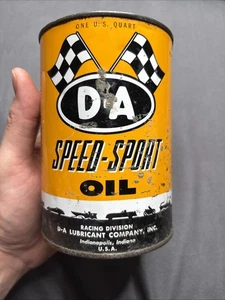 ONE U.S. QUART
D-A
SPEED-SPORT
OIL
RACING DIVISION
D-A LUBRICANT COMPANY, INC.
Indianapolis, Indiana
U.S.A.